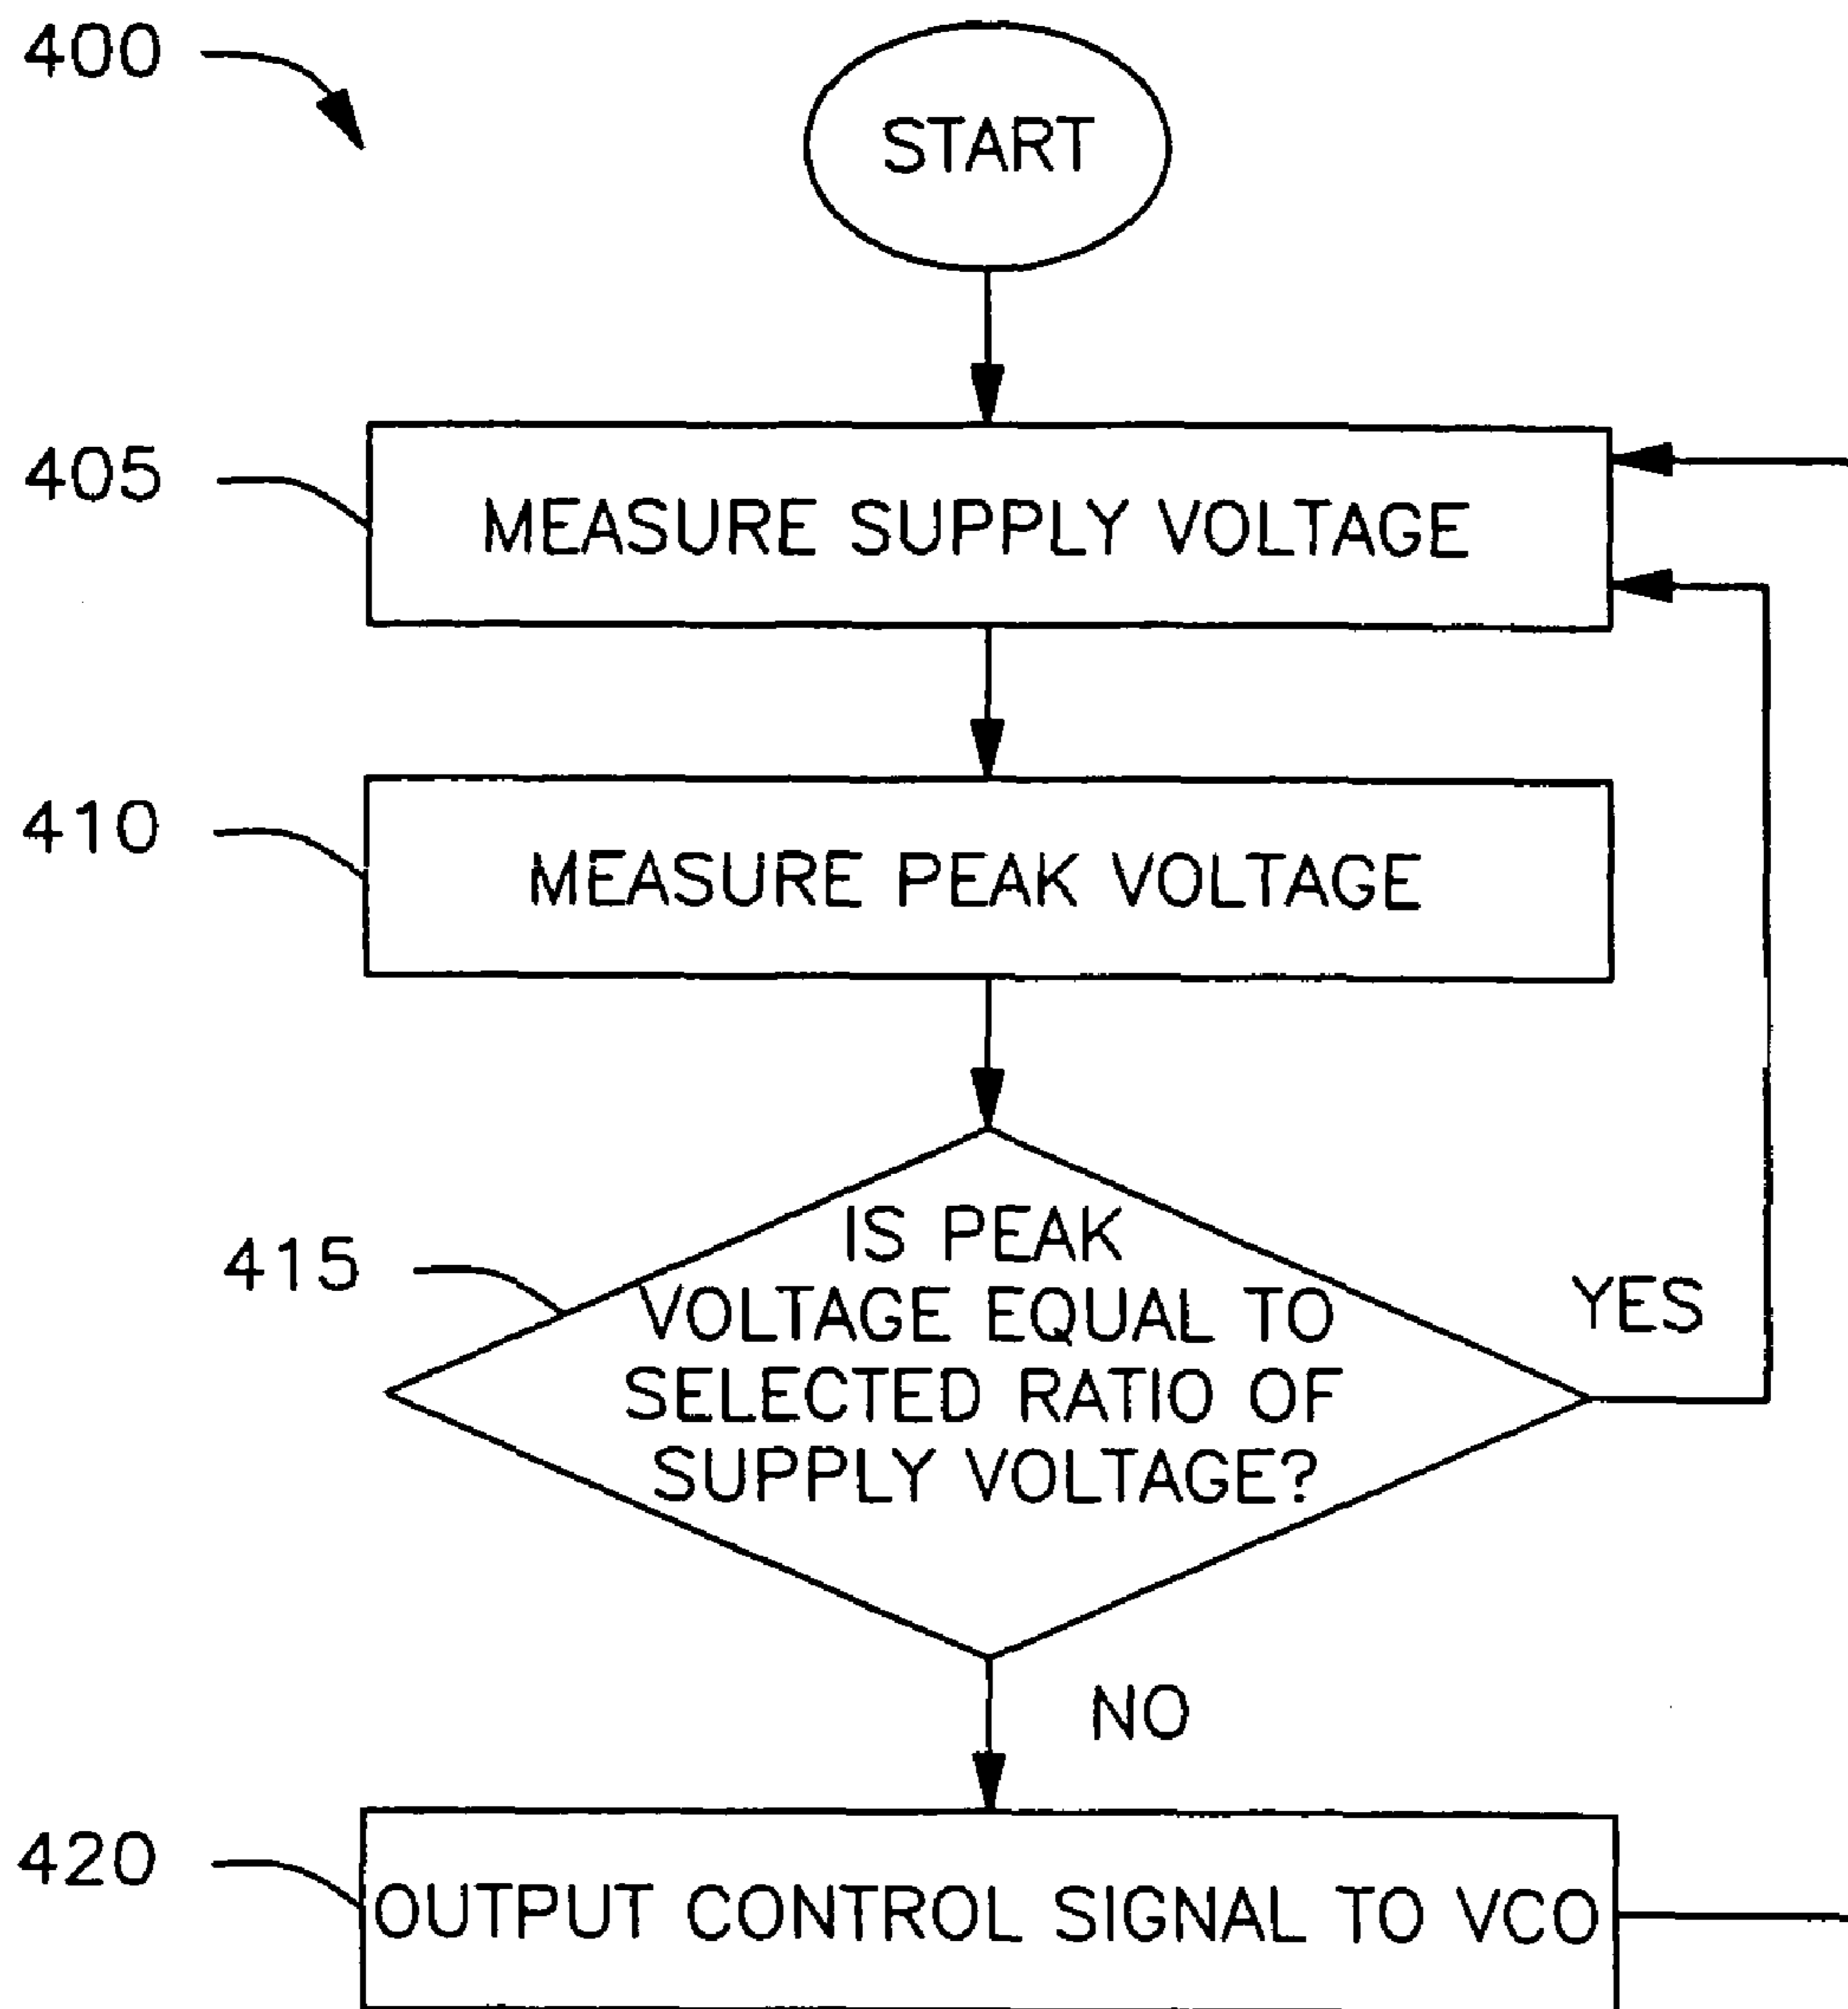 400
START
405
MEASURE SUPPLY VOLTAGE
410
MEASURE PEAK VOLTAGE
415
IS PEAK
VOLTAGE EQUAL TO
SELECTED RATIO OF
SUPPLY VOLTAGE?
YES
NO
420
OUTPUT CONTROL SIGNAL TO VCO